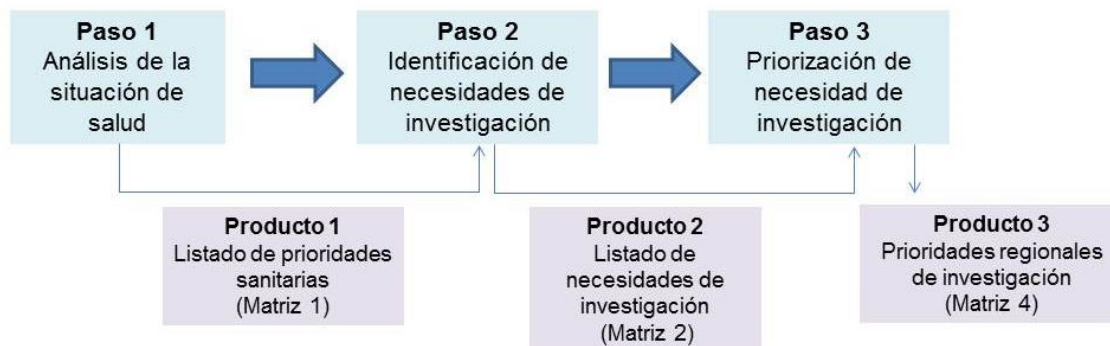 Paso 1
Análisis de la
situación de
salud
Paso 2
Identificación de
necesidades de
investigación
Paso 3
Priorización de
necesidad de
investigación
Producto 1
Listado de prioridades
sanitarias
(Matriz 1)
Producto 2
Listado de
necesidades de
investigación
(Matriz 2)
Producto 3
Prioridades regionales
de investigación
(Matriz 4)